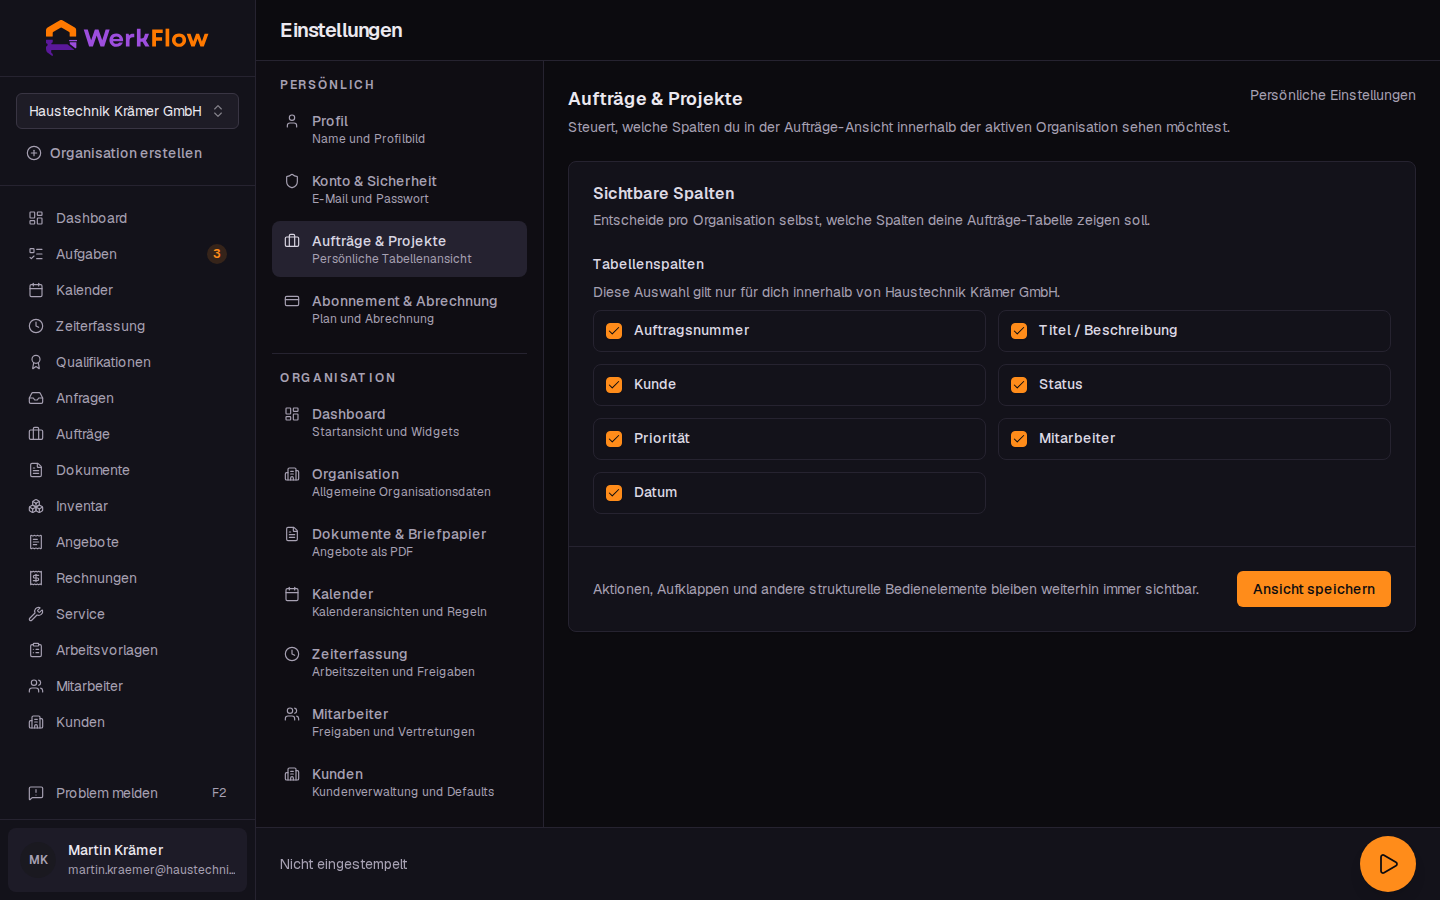 WerkFlow
Haustechnik Krämer GmbH
Organisation erstellen
Dashboard
Aufgaben 3
Kalender
Zeiterfassung
Qualifikationen
Anfragen
Aufträge
Dokumente
Inventar
Angebote
Rechnungen
Service
Arbeitsvorlagen
Mitarbeiter
Kunden
Problem melden F2
MK
Martin Krämer
martin.kraemer@haustechni...
Einstellungen
PERSÖNLICH
Profil
Name und Profilbild
Konto & Sicherheit
E-Mail und Passwort
Aufträge & Projekte
Persönliche Tabellenansicht
Abonnement & Abrechnung
Plan und Abrechnung
ORGANISATION
Dashboard
Startansicht und Widgets
Organisation
Allgemeine Organisationsdaten
Dokumente & Briefpapier
Angebote als PDF
Kalender
Kalenderansichten und Regeln
Zeiterfassung
Arbeitszeiten und Freigaben
Mitarbeiter
Freigaben und Vertretungen
Kunden
Kundenverwaltung und Defaults
Aufträge & Projekte
Persönliche Einstellungen
Steuert, welche Spalten du in der Aufträge-Ansicht innerhalb der aktiven Organisation sehen möchtest.
Sichtbare Spalten
Entscheide pro Organisation selbst, welche Spalten deine Aufträge-Tabelle zeigen soll.
Tabellenspalten
Diese Auswahl gilt nur für dich innerhalb von Haustechnik Krämer GmbH.
Auftragsnummer
Titel / Beschreibung
Kunde
Status
Priorität
Mitarbeiter
Datum
Aktionen, Aufklappen und andere strukturelle Bedienelemente bleiben weiterhin immer sichtbar.
Ansicht speichern
Nicht eingestempelt